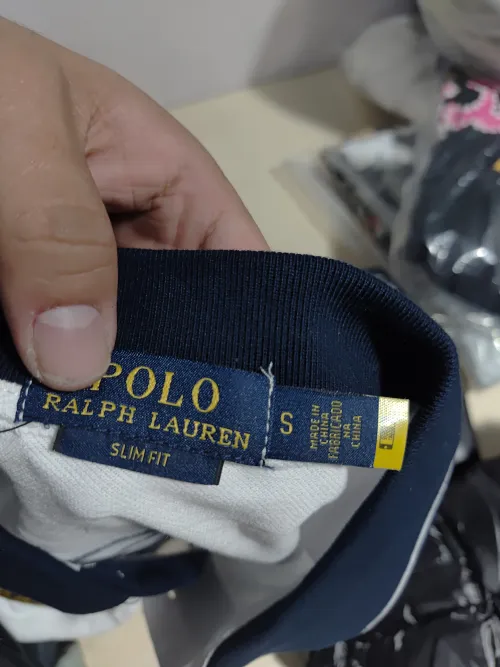 POLO
RALPH LAUREN
SLIM FIT
S
MADE IN
CHINA
FABRICADO
NA
CHINA